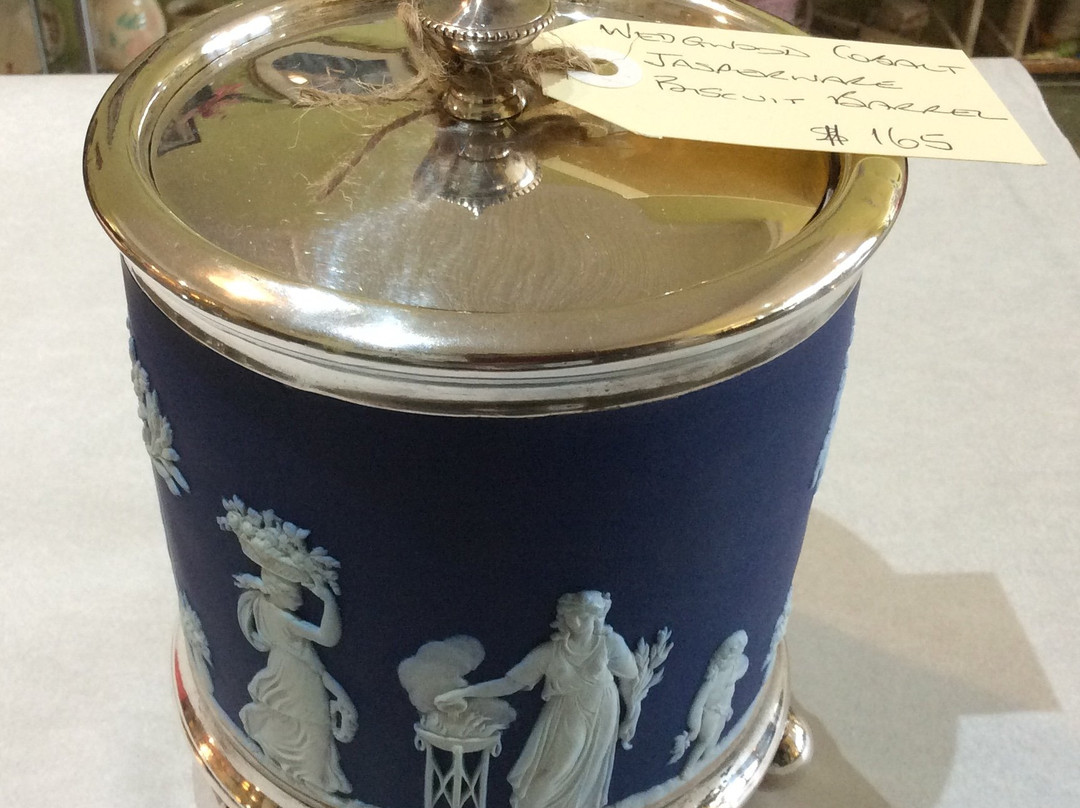 WEDGWOOD COBALT
JASPERWARE
BISCUIT BARREL
$ 165